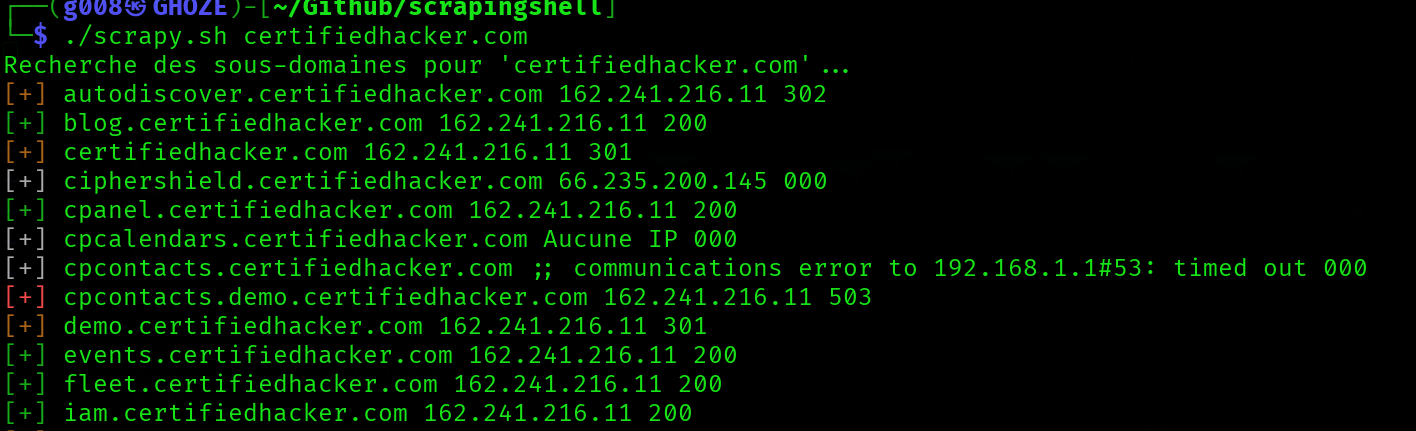 ┌──(g008㉿GHOZE)-[~/Github/scrapingshell]
└─$ ./scrapy.sh certifiedhacker.com
Recherche des sous-domaines pour 'certifiedhacker.com'...
[+] autodiscover.certifiedhacker.com 162.241.216.11 302
[+] blog.certifiedhacker.com 162.241.216.11 200
[+] certifiedhacker.com 162.241.216.11 301
[+] ciphershield.certifiedhacker.com 66.235.200.145 000
[+] cpanel.certifiedhacker.com 162.241.216.11 200
[+] cpcalendars.certifiedhacker.com Aucune IP 000
[+] cpcontacts.certifiedhacker.com ;; communications error to 192.168.1.1#53: timed out 000
[+] cpcontacts.demo.certifiedhacker.com 162.241.216.11 503
[+] demo.certifiedhacker.com 162.241.216.11 301
[+] events.certifiedhacker.com 162.241.216.11 200
[+] fleet.certifiedhacker.com 162.241.216.11 200
[+] iam.certifiedhacker.com 162.241.216.11 200